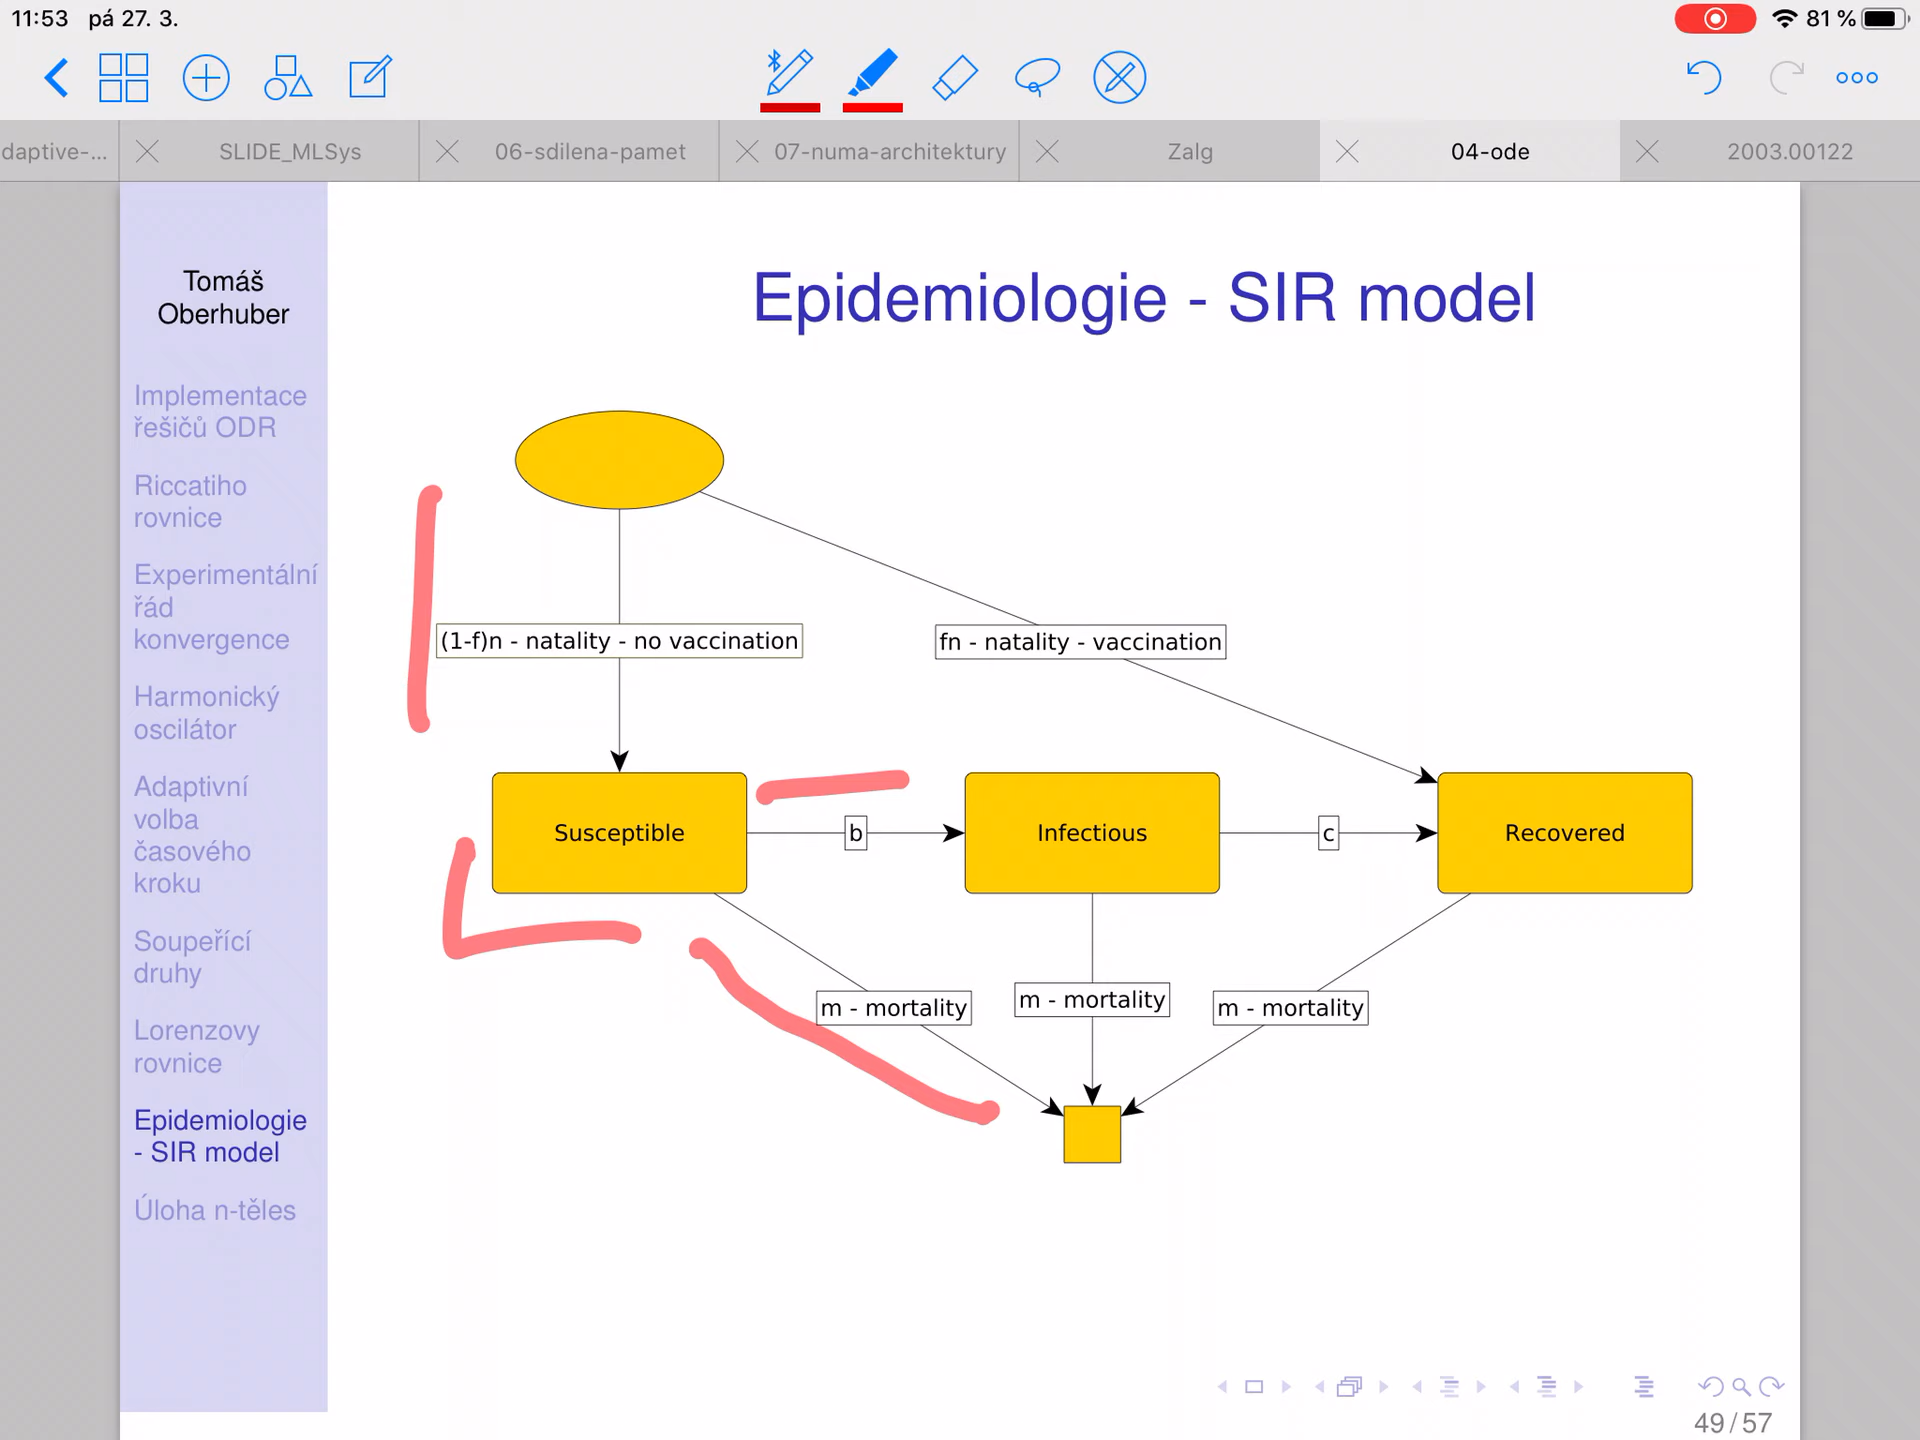 11:53 pá 27. 3.
81 %
daptive-...
SLIDE_MLSys
06-sdilena-pamet
07-numa-architektury
Zalg
04-ode
2003.00122
Tomáš
Oberhuber
Implementace
řešičů ODR
Riccatiho
rovnice
Experimentální
řád
konvergence
Harmonický
oscilátor
Adaptivní
volba
časového
kroku
Soupeřící
druhy
Lorenzovy
rovnice
Epidemiologie
- SIR model
Úloha n-těles
Epidemiologie - SIR model
(1-f)n - natality - no vaccination
fn - natality - vaccination
Susceptible
b
Infectious
c
Recovered
m - mortality
m - mortality
m - mortality
49 / 57